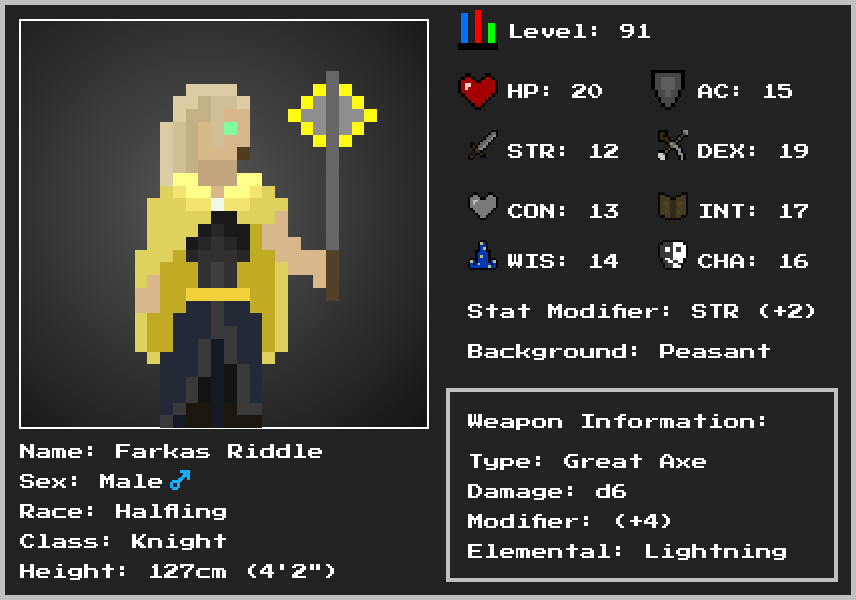 Level: 91
HP: 20
AC: 15
STR: 12
DEX: 19
CON: 13
INT: 17
WIS: 14
CHA: 16
Stat Modifier: STR (+2)
Background: Peasant
Weapon Information:
Type: Great Axe
Damage: d6
Modifier: (+4)
Elemental: Lightning
Name: Farkas Riddle
Sex: Male♂
Race: Halfling
Class: Knight
Height: 127cm (4'2")